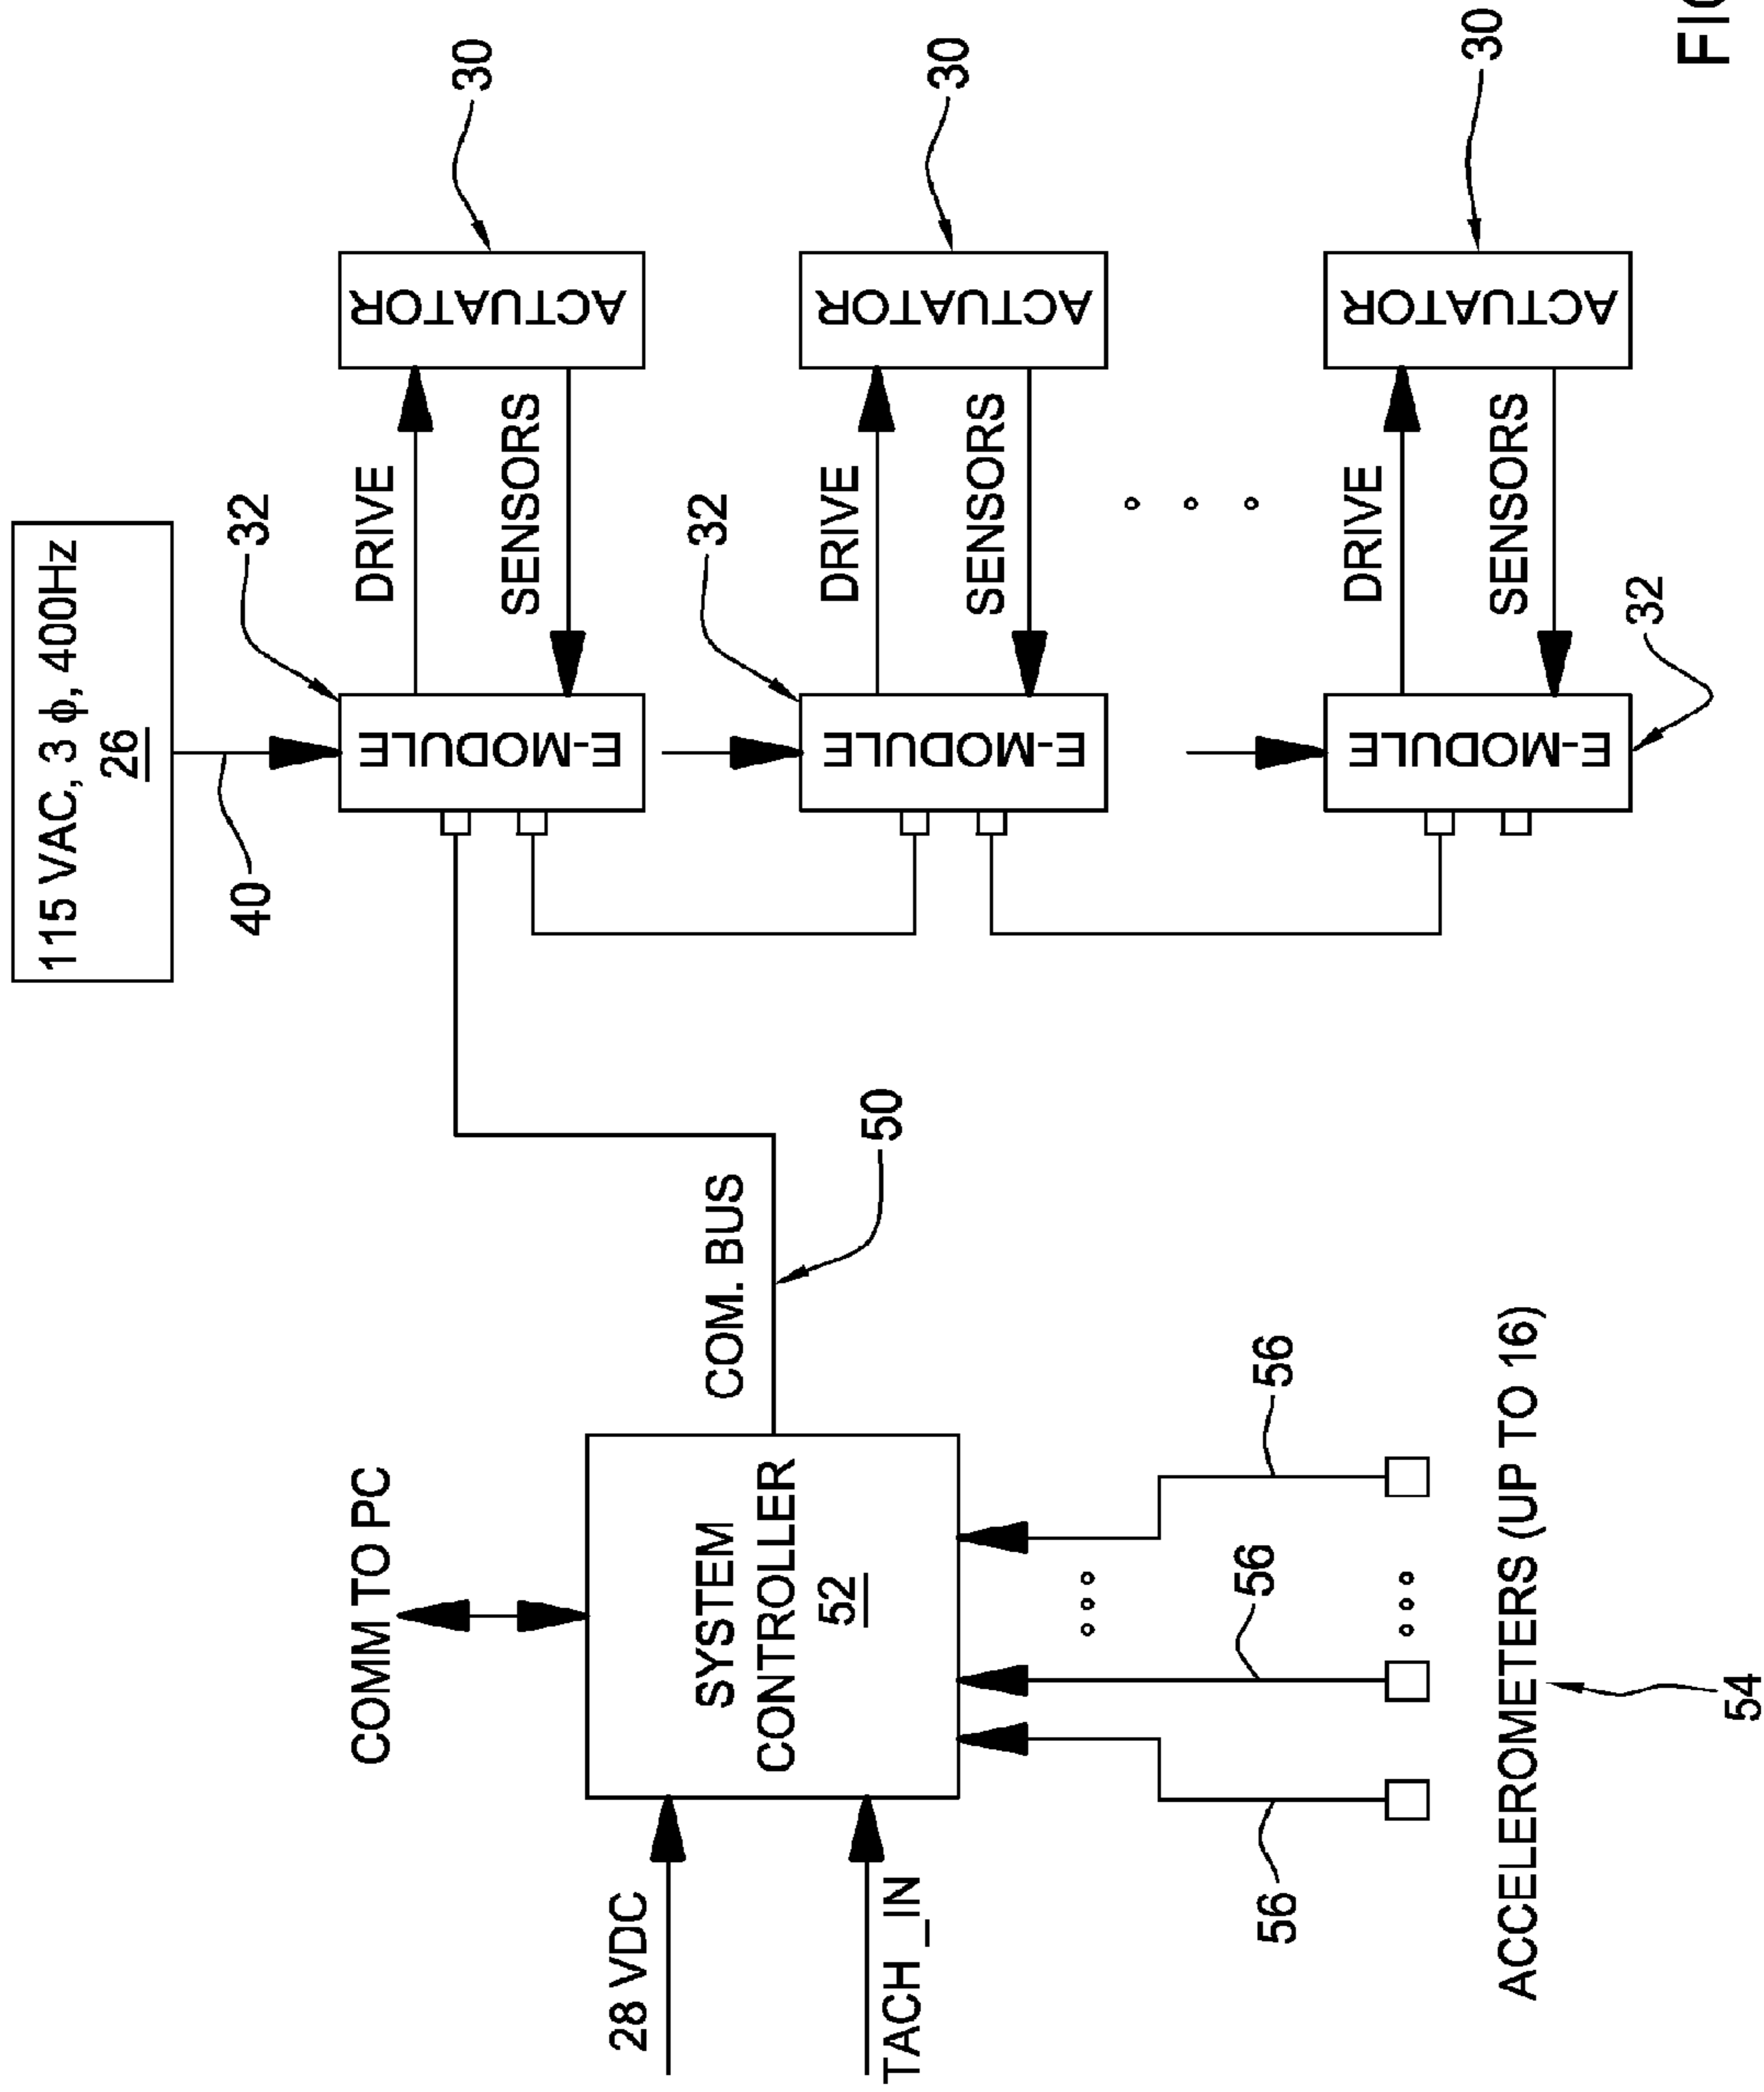 115 VAC, 3 ϕ, 400Hz
26
40
32
E-MODULE
DRIVE
SENSORS
ACTUATOR
30
32
E-MODULE
DRIVE
SENSORS
ACTUATOR
30
32
E-MODULE
DRIVE
SENSORS
ACTUATOR
30
COMM TO PC
28 VDC
TACH_IN
SYSTEM
CONTROLLER
52
COM. BUS
50
56
56
56
ACCELEROMETERS (UP TO 16)
54